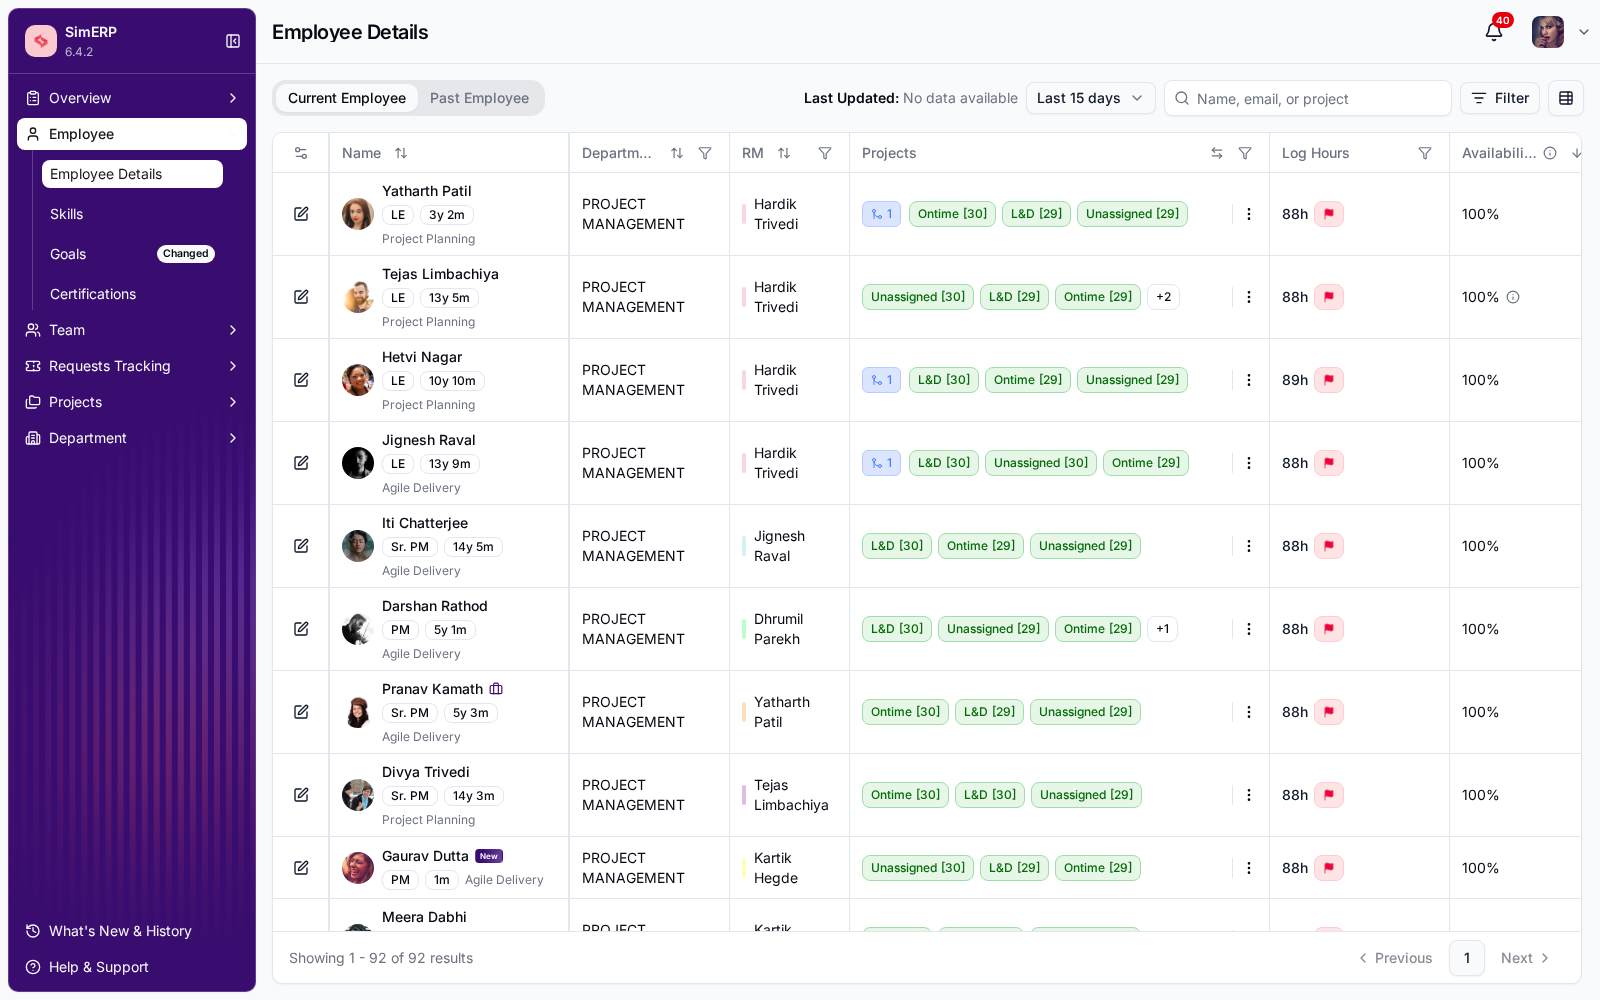 SimERP
6.4.2
Overview
Employee
Employee Details
Skills
Goals
Changed
Certifications
Team
Requests Tracking
Projects
Department
What's New & History
Help & Support
Employee Details
40
Current Employee
Past Employee
Last Updated: No data available
Last 15 days
Name, email, or project
Filter
Name
Departm...
RM
Projects
Log Hours
Availabili...
Yatharth Patil
LE
3y 2m
Project Planning
PROJECT
MANAGEMENT
Hardik
Trivedi
1
Ontime [30]
L&D [29]
Unassigned [29]
88h
100%
Tejas Limbachiya
LE
13y 5m
Project Planning
PROJECT
MANAGEMENT
Hardik
Trivedi
Unassigned [30]
L&D [29]
Ontime [29]
+2
88h
100%
Hetvi Nagar
LE
10y 10m
Project Planning
PROJECT
MANAGEMENT
Hardik
Trivedi
1
L&D [30]
Ontime [29]
Unassigned [29]
89h
100%
Jignesh Raval
LE
13y 9m
Agile Delivery
PROJECT
MANAGEMENT
Hardik
Trivedi
1
L&D [30]
Unassigned [30]
Ontime [29]
88h
100%
Iti Chatterjee
Sr. PM
14y 5m
Agile Delivery
PROJECT
MANAGEMENT
Jignesh
Raval
L&D [30]
Ontime [29]
Unassigned [29]
88h
100%
Darshan Rathod
PM
5y 1m
Agile Delivery
PROJECT
MANAGEMENT
Dhrumil
Parekh
L&D [30]
Unassigned [29]
Ontime [29]
+1
88h
100%
Pranav Kamath
Sr. PM
5y 3m
Agile Delivery
PROJECT
MANAGEMENT
Yatharth
Patil
Ontime [30]
L&D [29]
Unassigned [29]
88h
100%
Divya Trivedi
Sr. PM
14y 3m
Project Planning
PROJECT
MANAGEMENT
Tejas
Limbachiya
Ontime [30]
L&D [30]
Unassigned [29]
88h
100%
Gaurav Dutta
New
PM
1m
Agile Delivery
PROJECT
MANAGEMENT
Kartik
Hegde
Unassigned [30]
L&D [29]
Ontime [29]
88h
100%
Meera Dabhi
PROJECT
Kartik
Showing 1 - 92 of 92 results
Previous
1
Next